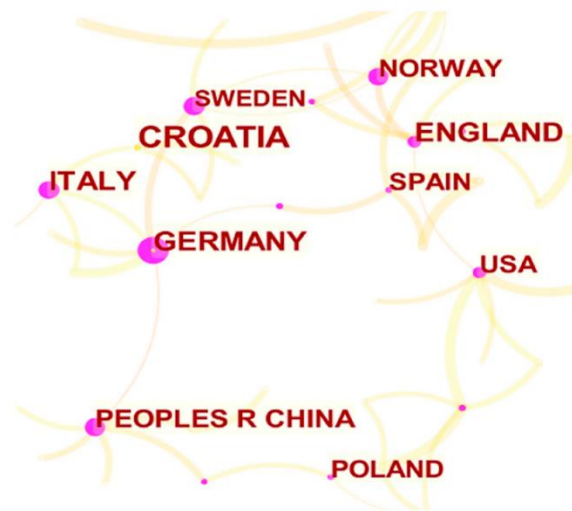 NORWAY
SWEDEN
CROATIA
ENGLAND
ITALY
SPAIN
GERMANY
USA
PEOPLES R CHINA
POLAND